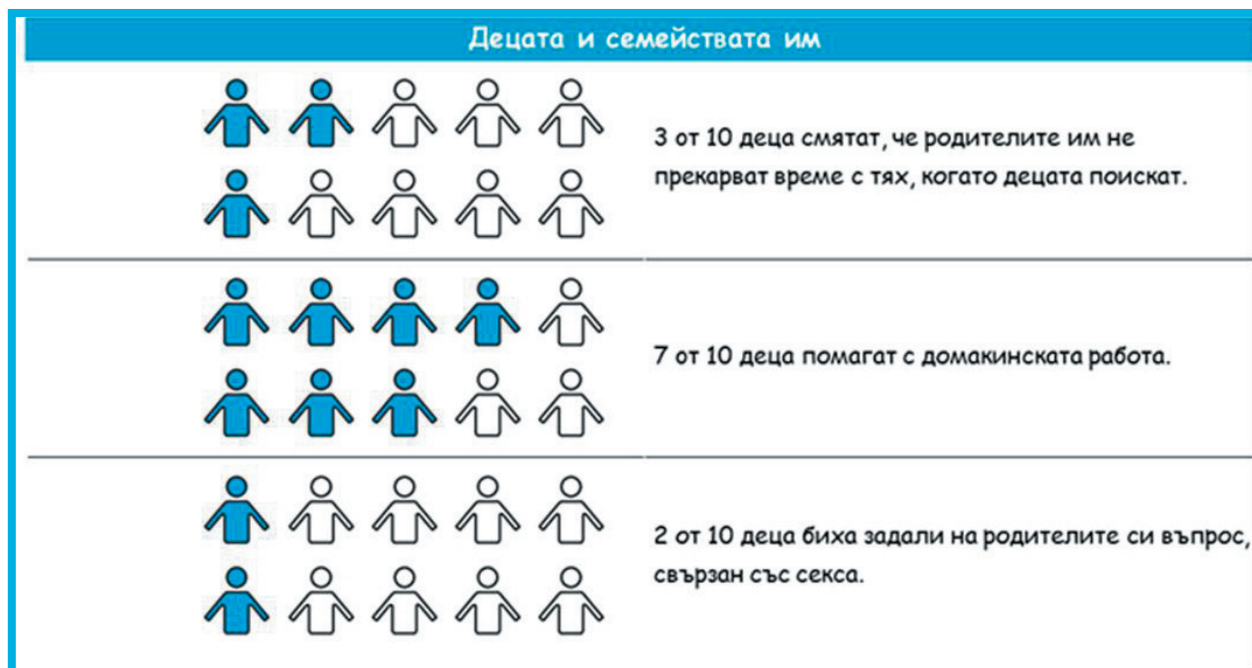 Децата и семействата им
3 от 10 деца смятат, че родителите им не
прекарват време с тях, когато децата поискат.
7 от 10 деца помагат с домакинската работа.
2 от 10 деца биха задали на родителите си въпрос,
свързан със секса.